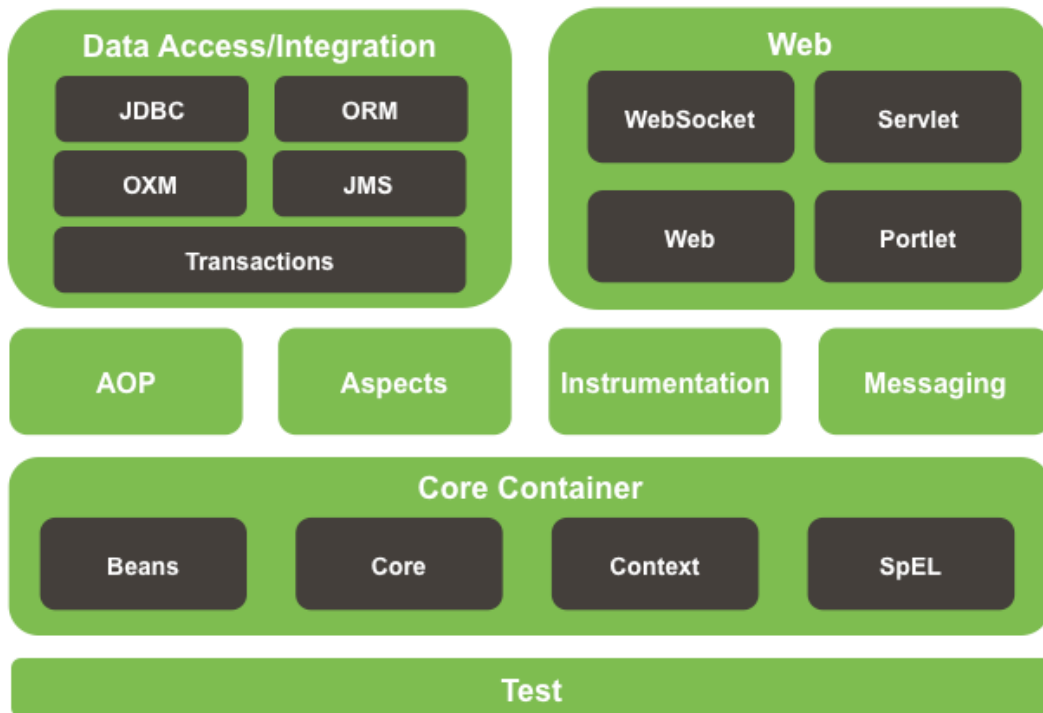 Data Access/Integration
JDBC
ORM
OXM
JMS
Transactions
Web
WebSocket
Servlet
Web
Portlet
AOP
Aspects
Instrumentation
Messaging
Core Container
Beans
Core
Context
SpEL
Test